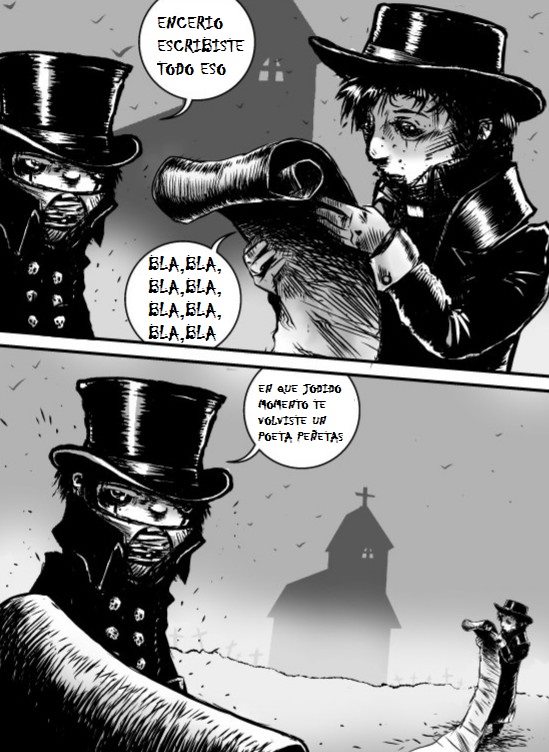 ENCERIO
ESCRIBISTE
TODO ESO
BLA,BLA,
BLA,BLA,
BLA,BLA,
BLA,BLA
EN QUE JODIDO
MOMENTO TE
VOLVISTE UN
POETA PEÑETAS